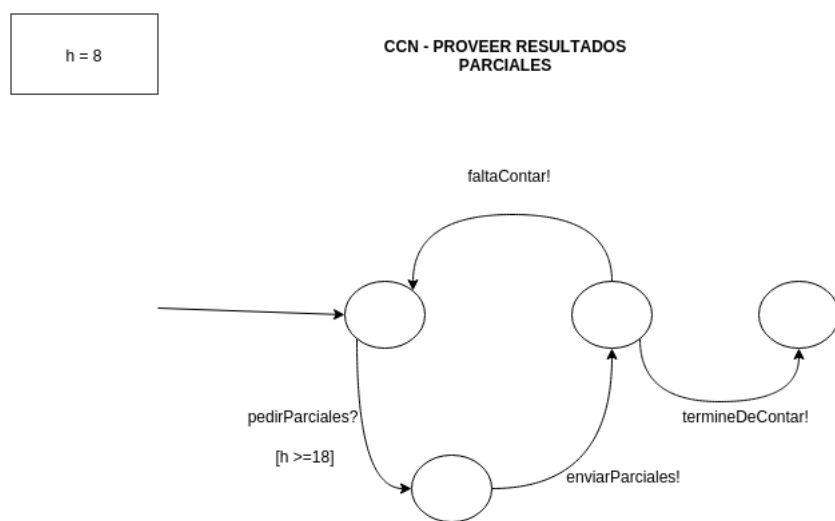 h = 8
CCN - PROVEER RESULTADOS
PARCIALES
faltaContar!
pedirParciales?
[h >=18]
enviarParciales!
termineDeContar!